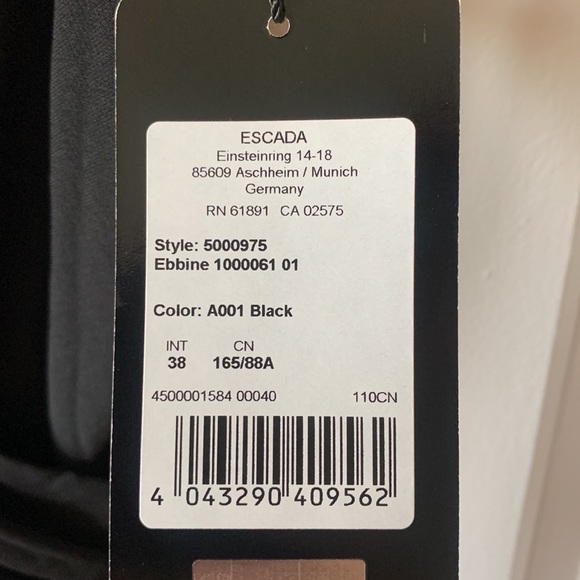 ESCADA
Einsteinring 14-18
85609 Aschheim / Munich
Germany
RN 61891 CA 02575
Style: 5000975
Ebbine 1000061 01
Color: A001 Black
INT CN
38 165/88A
4500001584 00040 110CN
4 043290 409562